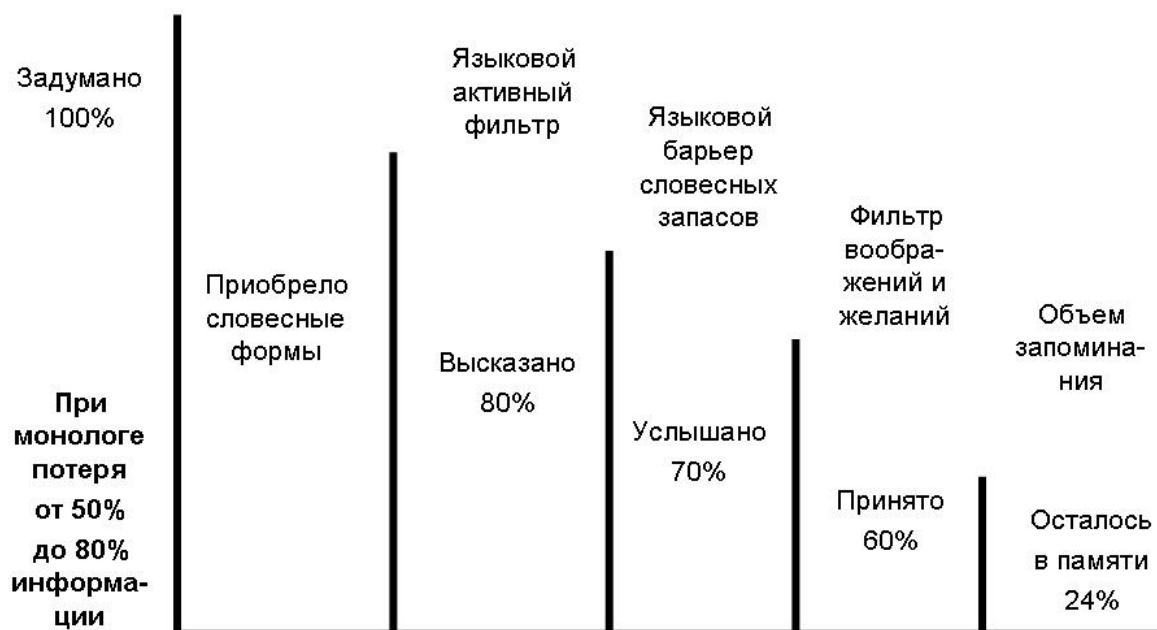 Задумано
100%
При
монологе
потеря
от 50%
до 80%
информа-
ции
Приобрело
словесные
формы
Языковой
активный
фильтр
Высказано
80%
Языковой
барьер
словесных
запасов
Услышано
70%
Фильтр
вообра-
жений и
желаний
Принято
60%
Объем
запомина-
ния
Осталось
в памяти
24%